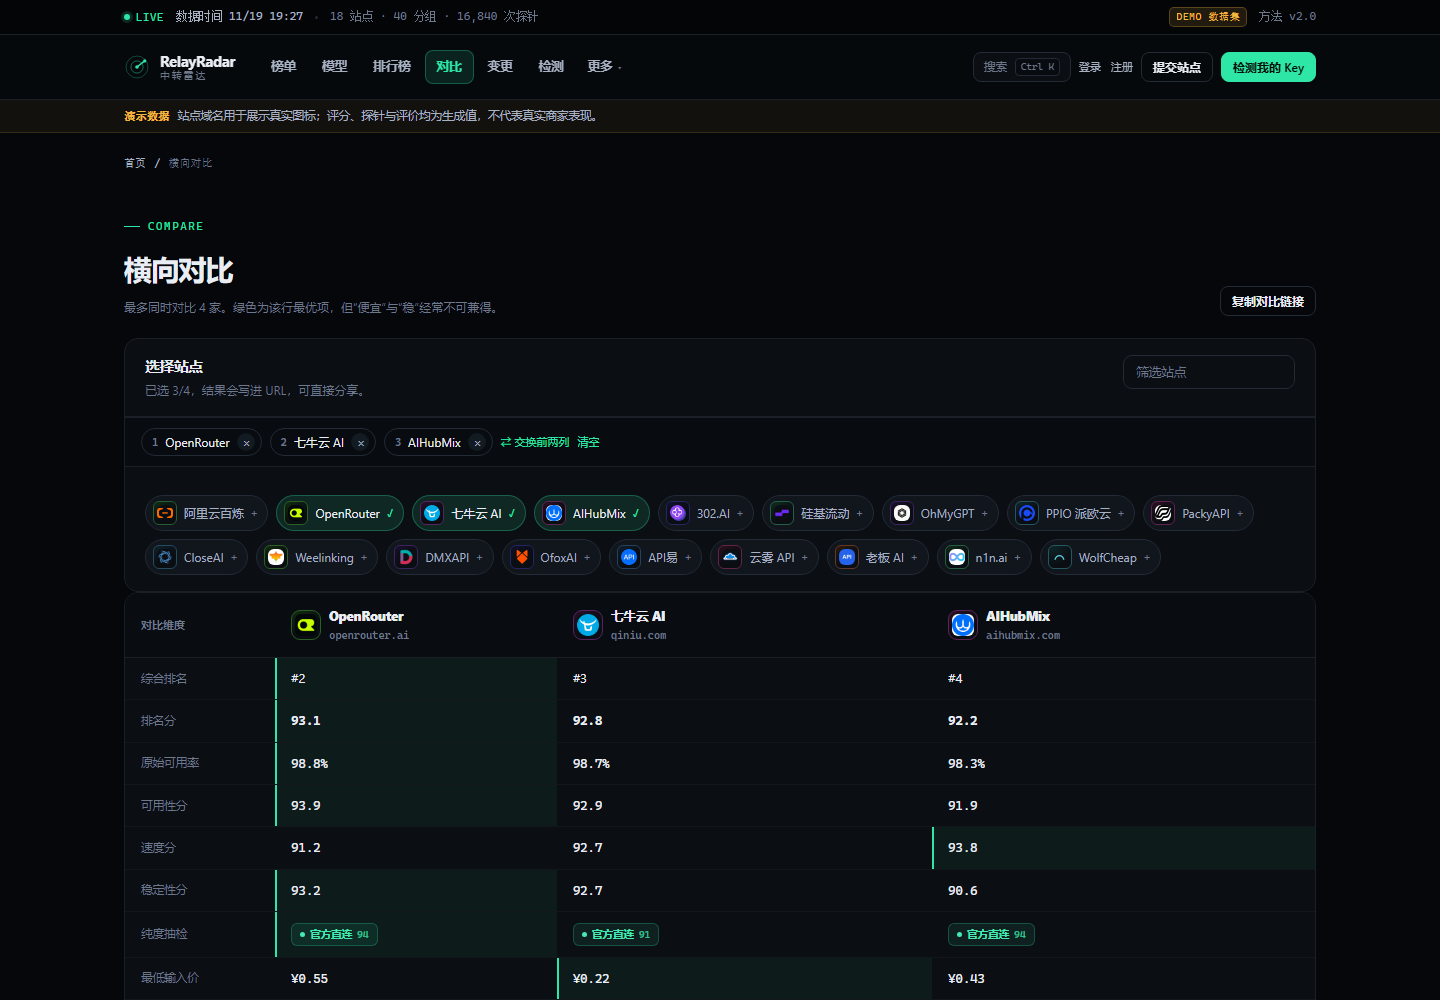 LIVE 数据时间 11/19 19:27 · 18 站点 · 40 分组 · 16,840 次探针 DEMO 数据集 方法 v2.0
RelayRadar 中转雷达 榜单 模型 排行榜 对比 变更 检测 更多 搜索 Ctrl K 登录 注册 提交站点 检测我的 Key
演示数据 站点域名用于展示真实图标；评分、探针与评价均为生成值，不代表真实商家表现。
首页 / 横向对比
COMPARE
横向对比
最多同时对比 4 家。绿色为该行最优项，但“便宜”与“稳”经常不可兼得。
复制对比链接
选择站点
已选 3/4，结果会写进 URL，可直接分享。
筛选站点
1 OpenRouter × 2 七牛云 AI × 3 AIHubMix × ⇄ 交换前两列 清空
阿里云百炼 + OpenRouter ✓ 七牛云 AI ✓ AIHubMix ✓ 302.AI + 硅基流动 + OhMyGPT + PPIO 派欧云 + PackyAPI +
CloseAI + Weelinking + DMXAPI + OfoxAI + API API易 + 云雾 API + API 老板 AI + n1n.ai + WolfCheap +
对比维度 OpenRouter openrouter.ai 七牛云 AI qiniu.com AIHubMix aihubmix.com
综合排名 #2 #3 #4
排名分 93.1 92.8 92.2
原始可用率 98.8% 98.7% 98.3%
可用性分 93.9 92.9 91.9
速度分 91.2 92.7 93.8
稳定性分 93.2 92.7 90.6
纯度抽检 官方直连 94 官方直连 91 官方直连 94
最低输入价 ¥0.55 ¥0.22 ¥0.43